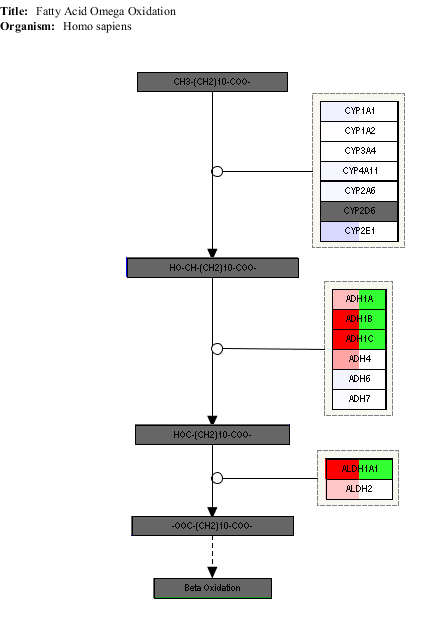 Title: Fatty Acid Omega Oxidation
Organism: Homo sapiens
CH3-(CH2)10-COO-
CYP1A1
CYP1A2
CYP3A4
CYP4A11
CYP2A6
CYP2D6
CYP2E1
HO-CH-(CH2)10-COO-
ADH1A
ADH1B
ADH1C
ADH4
ADH6
ADH7
HOC-(CH2)10-COO-
ALDH1A1
ALDH2
-OOC-(CH2)10-COO-
Beta Oxidation